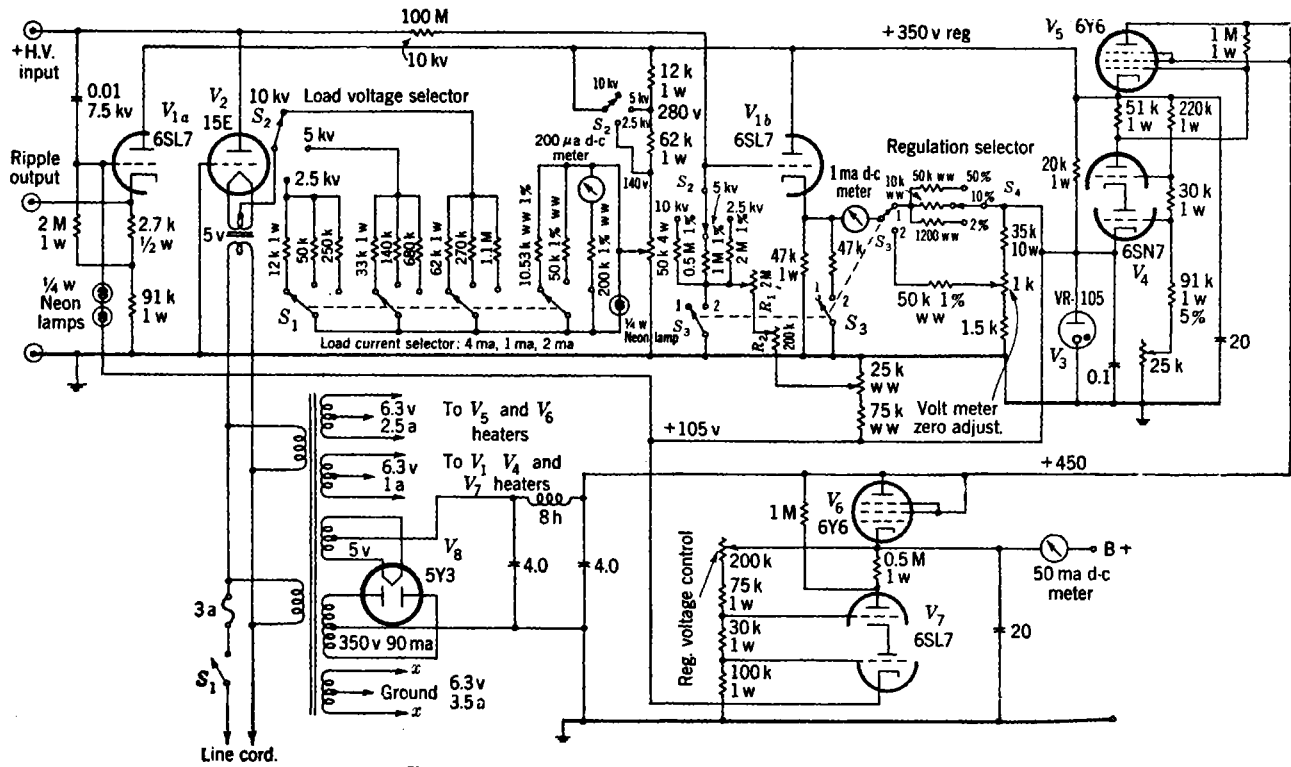 100 M
+H.V.
input
10 kv
0.01
7.5 kv
V1a
6SL7
V2
15E
10 kv
S2
Load voltage selector
5 kv
2.5 kv
Ripple
output
2 M
1 w
2.7 k
½ w
5 v
¼ w
Neon
lamps
91 k
1 w
12 k 1 w
50 k
250 k
33 k 1 w
140 k
680 k
62 k 1 w
270 k
1.1 M
10.53 k ww 1%
50 k 1% ww
200 k 1% ww
200 µa d-c
meter
S1
Load current selector: 4 ma, 1 ma, 2 ma
¼ w
Neon lamp
10 kv
5 kv
S2
2.5 kv
12 k
1 w
280 v
62 k
1 w
140 v
50 k 4 w
S2
5 kv
10 kv
2.5 kv
0.5 M 1%
1 M 1%
2 M 1%
1
2
S3
R1 2M
R2
200 k
V1b
6SL7
+350 v reg
1 ma d-c
meter
47 k
1 w
47 k
1
2
S3
Regulation selector
10 k
ww
50 k ww
50%
10%
S4
2%
1200 ww
1
2
S3
50 k 1%
ww
35 k
10 w
1 k
1.5 k
25 k
ww
75 k
ww
Volt meter
zero adjust.
V5
6Y6
1 M
1 w
51 k
1 w
220 k
1 w
20 k
1 w
30 k
1 w
6SN7
V4
91 k
1 w
5%
VR-105
V3
0.1
25 k
20
+105 v
+450
6.3 v
2.5 a
To V5 and V6
heaters
6.3 v
1 a
To V1 V4 and
V7 heaters
8 h
5 v
V8
5Y3
4.0
4.0
350 v 90 ma
3 a
S1
x
Ground
x
6.3 v
3.5 a
Line cord.
1 M
V6
6Y6
Reg. voltage control
200 k
75 k
1 w
30 k
1 w
100 k
1 w
0.5 M
1 w
V7
6SL7
20
B +
50 ma d-c
meter